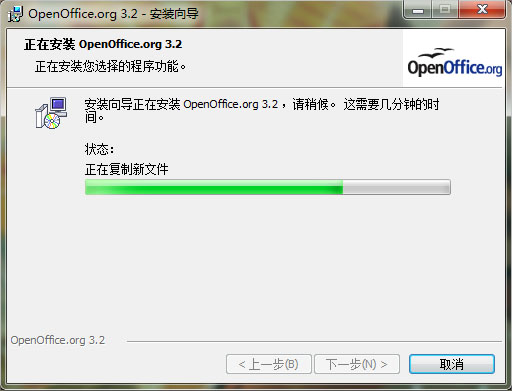 OpenOffice.org 3.2 - 安装向导
正在安装 OpenOffice.org 3.2
正在安装您选择的程序功能。
OpenOffice.org
安装向导正在安装 OpenOffice.org 3.2 ，请稍候。 这需要几分钟的时
间。
状态：
正在复制新文件
OpenOffice.org 3.2
< 上一步(B)
下一步(N) >
取消